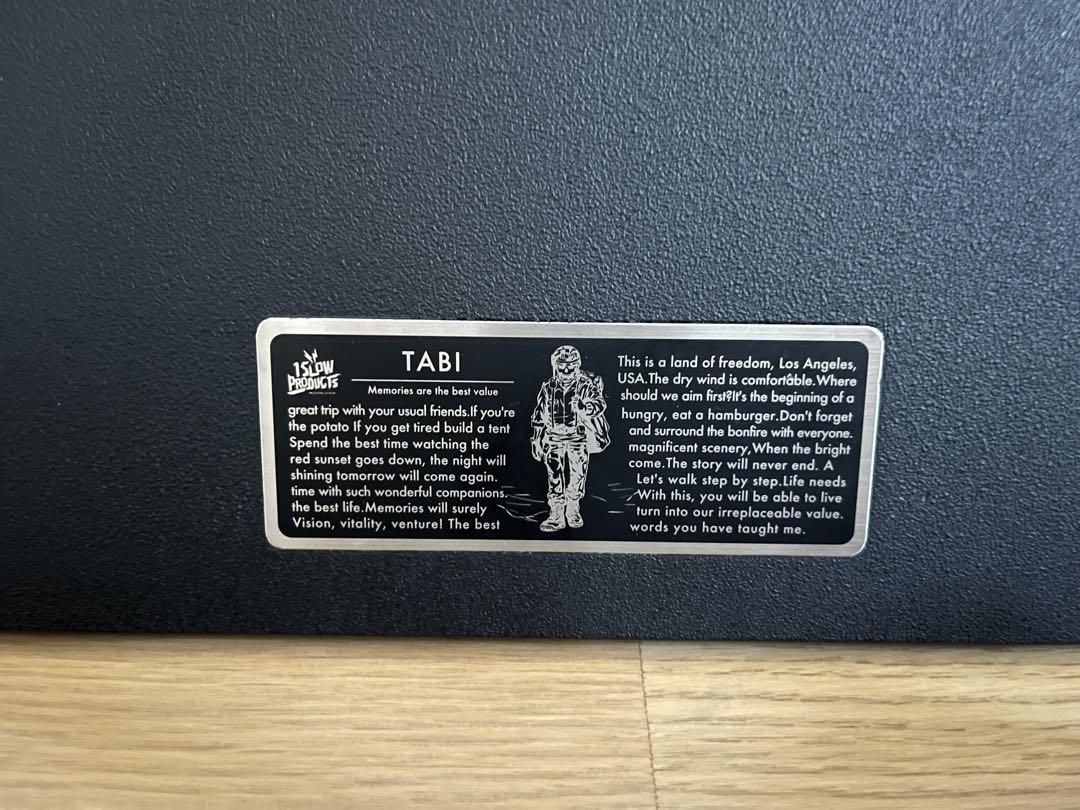 1SLOW
PRODUCTS
TABI
Memories are the best value
This is a land of freedom, Los Angeles,
USA.The dry wind is comfortable.Where
should we aim first?It's the beginning of a
great trip with your usual friends.If you're
hungry, eat a hamburger.Don't forget
the potato If you get tired build a tent
and surround the bonfire with everyone.
Spend the best time watching the
magnificent scenery,When the bright
red sunset goes down, the night will
come.The story will never end. A
shining tomorrow will come again.
Let's walk step by step.Life needs
time with such wonderful companions.
With this, you will be able to live
the best life.Memories will surely
turn into our irreplaceable value.
Vision, vitality, venture! The best
words you have taught me.